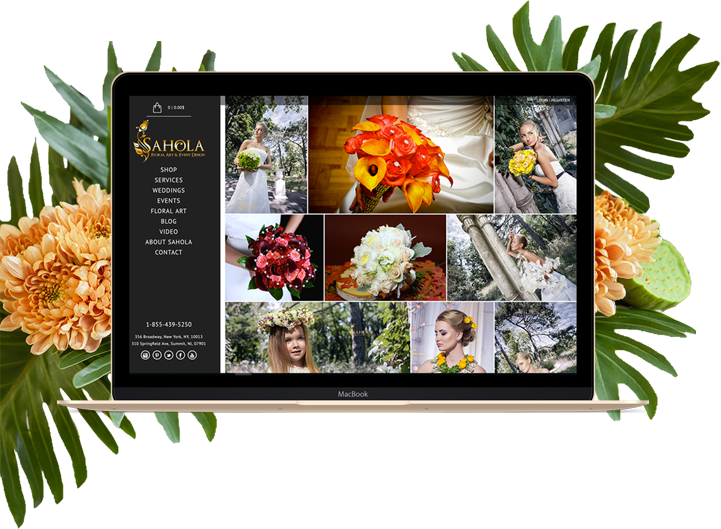 0 | 0.00$
LOGIN / REGISTER
SAHOLA
FLORAL ART & EVENT DESIGN
SHOP
SERVICES
WEDDINGS
EVENTS
FLORAL ART
BLOG
VIDEO
ABOUT SAHOLA
CONTACT
1-855-439-5250
356 Broadway, New York, NY, 10013
310 Springfield Ave, Summit, NJ, 07901
MacBook